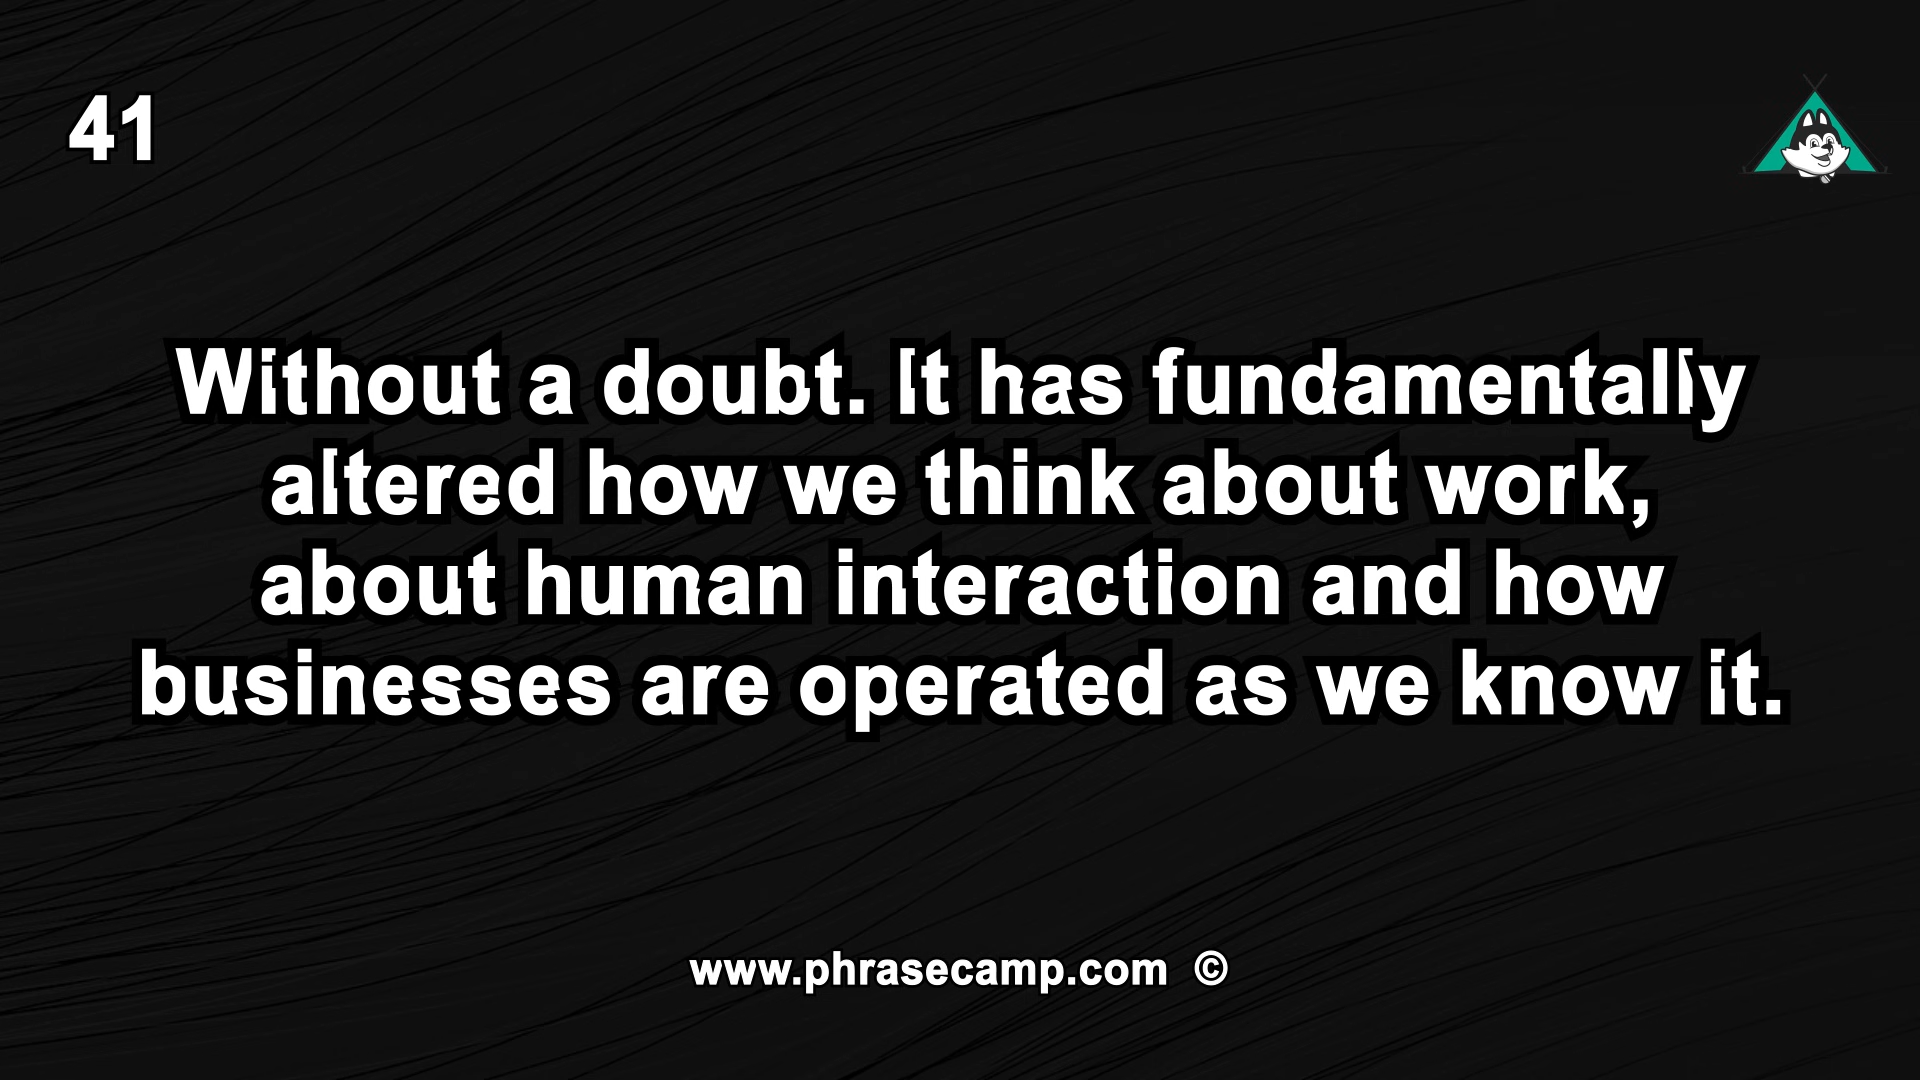 41
Without a doubt. It has fundamentally
altered how we think about work,
about human interaction and how
businesses are operated as we know it.
www.phrasecamp.com ©